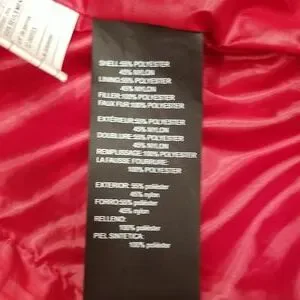 SHELL:55% POLYESTER
45% NYLON
LINING:55% POLYESTER
45% NYLON
FILLER:100% POLYESTER
FAUX FUR:100% POLYESTER
EXTÉRIEUR:55% POLYESTER
45% NYLON
DOUBLURE:55% POLYESTER
45% NYLON
REMPLISSAGE:100% POLYESTER
LA FAUSSE FOURRURE:
100% POLYESTER
EXTERIOR: 55% poliéster
45% nylon
FORRO:55% poliéster
45% nylon
RELLENO:
100% poliéster
PIEL SINTETICA:
100% poliéster